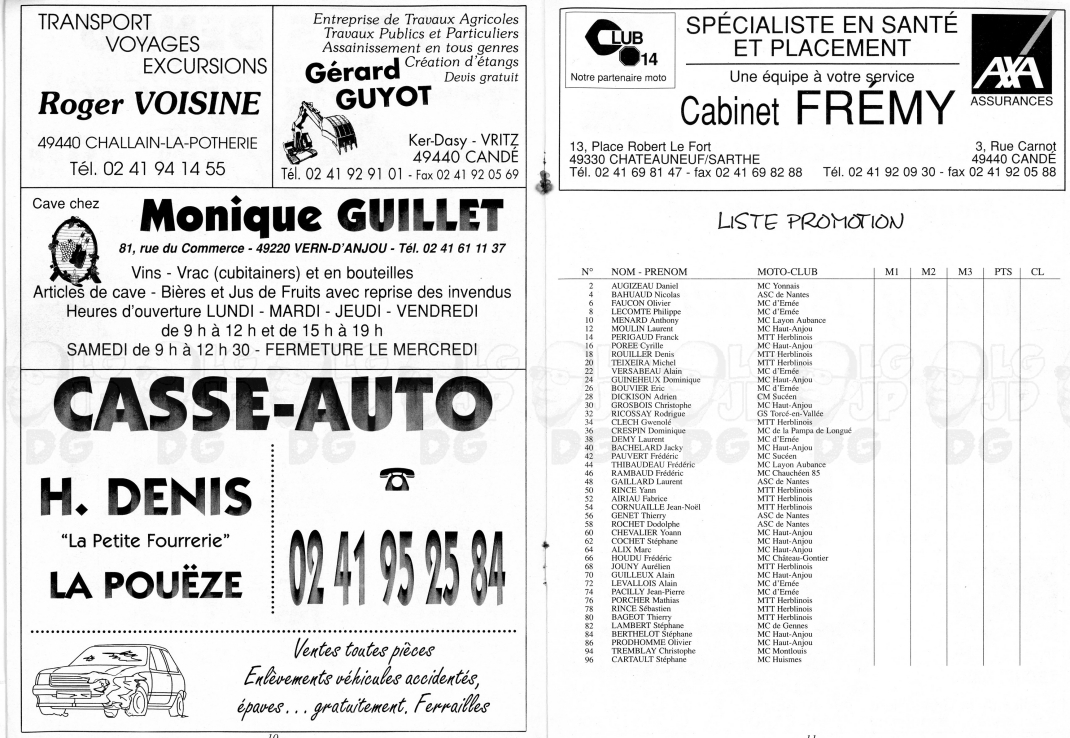 TRANSPORT
VOYAGES
EXCURSIONS
Roger VOISINE
49440 CHALLAIN-LA-POTHERIE
Tél. 02 41 94 14 55
Entreprise de Travaux Agricoles
Travaux Publics et Particuliers
Assainissement en tous genres
Création d'étangs
Devis gratuit
Gérard
GUYOT
Ker-Dasy - VRITZ
49440 CANDÉ
Tél. 02 41 92 91 01 - Fax 02 41 92 05 69
Cave chez
Monique GUILLET
81, rue du Commerce - 49220 VERN-D'ANJOU - Tél. 02 41 61 11 37
Vins - Vrac (cubitainers) et en bouteilles
Articles de cave - Bières et Jus de Fruits avec reprise des invendus
Heures d'ouverture LUNDI - MARDI - JEUDI - VENDREDI
de 9 h à 12 h et de 15 h à 19 h
SAMEDI de 9 h à 12 h 30 - FERMETURE LE MERCREDI
CASSE-AUTO
H. DENIS
"La Petite Fourrerie"
LA POUËZE
02 41 95 25 84
Ventes toutes pièces
Enlèvements véhicules accidentés,
épaves... gratuitement. Ferrailles
10
CLUB
14
Notre partenaire moto
SPÉCIALISTE EN SANTÉ
ET PLACEMENT
Une équipe à votre service
Cabinet FRÉMY
AXA
ASSURANCES
13, Place Robert Le Fort
49330 CHATEAUNEUF/SARTHE
Tél. 02 41 69 81 47 - fax 02 41 69 82 88
3, Rue Carnot
49440 CANDÉ
Tél. 02 41 92 09 30 - fax 02 41 92 05 88
LISTE PROMOTION
N° NOM - PRENOM MOTO-CLUB M1 M2 M3 PTS CL
2 AUGIZEAU Daniel MC Yonnais
4 BAHUAUD Nicolas ASC de Nantes
6 FAUCON Olivier MC d'Ernée
8 LECOMTE Philippe MC d'Ernée
10 MENARD Anthony MC Layon Aubance
12 MOULIN Laurent MC Haut-Anjou
14 PERIGAUD Franck MTT Herblinois
16 POREE Cyrille MC Haut-Anjou
18 ROUILLER Denis MTT Herblinois
20 TEIXEIRA Michel MTT Herblinois
22 VERSABEAU Alain MC d'Ernée
24 GUINEHEUX Dominique MC Haut-Anjou
26 BOUVIER Eric MC d'Ernée
28 DICKISON Adrien CM Sucéen
30 GROSBOIS Christophe MC Haut-Anjou
32 RICOSSAY Rodrigue GS Torcé-en-Vallée
34 CLECH Gwenolé MTT Herblinois
36 CRESPIN Dominique MC de la Pampa de Longué
38 DEMY Laurent MC d'Ernée
40 BACHELARD Jacky MC Haut-Anjou
42 PAUVERT Frédéric MC Sucéen
44 THIBAUDEAU Frédéric MC Layon Aubance
46 RAMBAUD Frédéric MC Chauchéen 85
48 GAILLARD Laurent ASC de Nantes
50 RINCE Yann MTT Herblinois
52 AIRIAU Fabrice MTT Herblinois
54 CORNUAILLE Jean-Noël MTT Herblinois
56 GENET Thierry ASC de Nantes
58 ROCHET Dodolphe ASC de Nantes
60 CHEVALIER Yoann MC Haut-Anjou
62 COCHET Stéphane MC Haut-Anjou
64 ALIX Marc MC Haut-Anjou
66 HOUDU Frédéric MC Château-Gontier
68 JOUNY Aurélien MTT Herblinois
70 GUILLEUX Alain MC Haut-Anjou
72 LEVALLOIS Alain MC d'Ernée
74 PACILLY Jean-Pierre MC d'Ernée
76 PORCHER Mathias MTT Herblinois
78 RINCE Sébastien MTT Herblinois
80 BAGEOT Thierry MTT Herblinois
82 LAMBERT Stéphane MC de Gennes
84 BERTHELOT Stéphane MC Haut-Anjou
86 PRODHOMME Olivier MC Haut-Anjou
94 TREMBLAY Christophe MC Montlouis
96 CARTAULT Stéphane MC Huismes
11